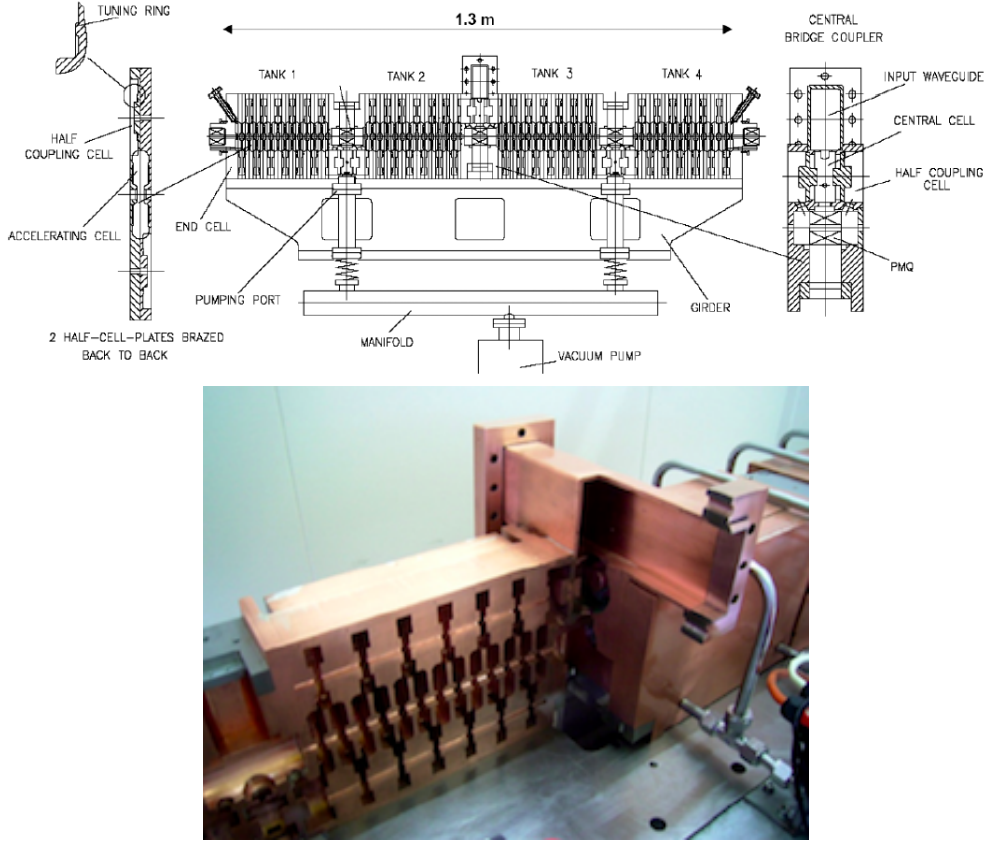 TUNING RING
1.3 m
CENTRAL
BRIDGE COUPLER
TANK 1
TANK 2
TANK 3
TANK 4
INPUT WAVEGUIDE
CENTRAL CELL
HALF
COUPLING CELL
HALF COUPLING
CELL
END CELL
ACCELERATING CELL
PMQ
PUMPING PORT
GIRDER
2 HALF-CELL-PLATES BRAZED
BACK TO BACK
MANIFOLD
VACUUM PUMP